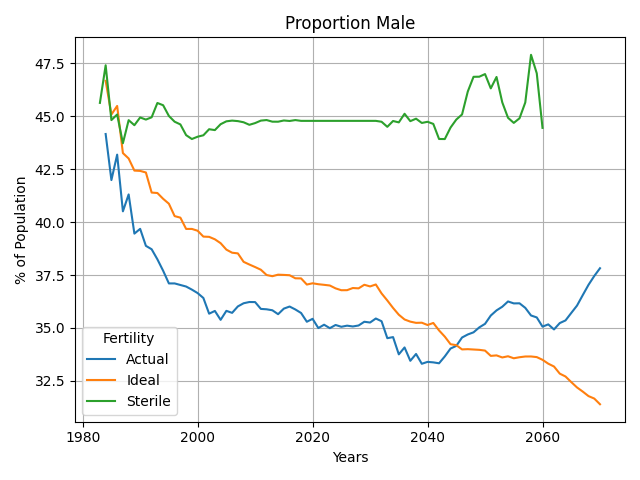 Proportion Male
% of Population
47.5
45.0
42.5
40.0
37.5
35.0
32.5
Fertility
Actual
Ideal
Sterile
1980
2000
2020
2040
2060
Years